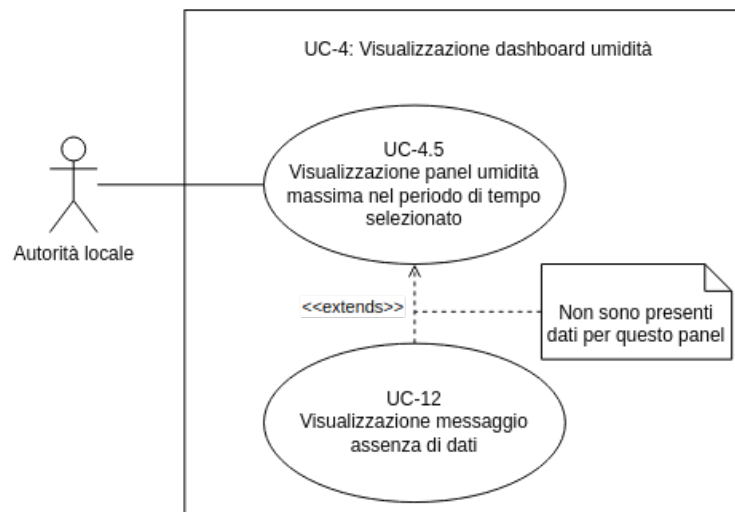 UC-4: Visualizzazione dashboard umidità
UC-4.5
Visualizzazione panel umidità
massima nel periodo di tempo
selezionato
Autorità locale
<<extends>>
Non sono presenti
dati per questo panel
UC-12
Visualizzazione messaggio
assenza di dati